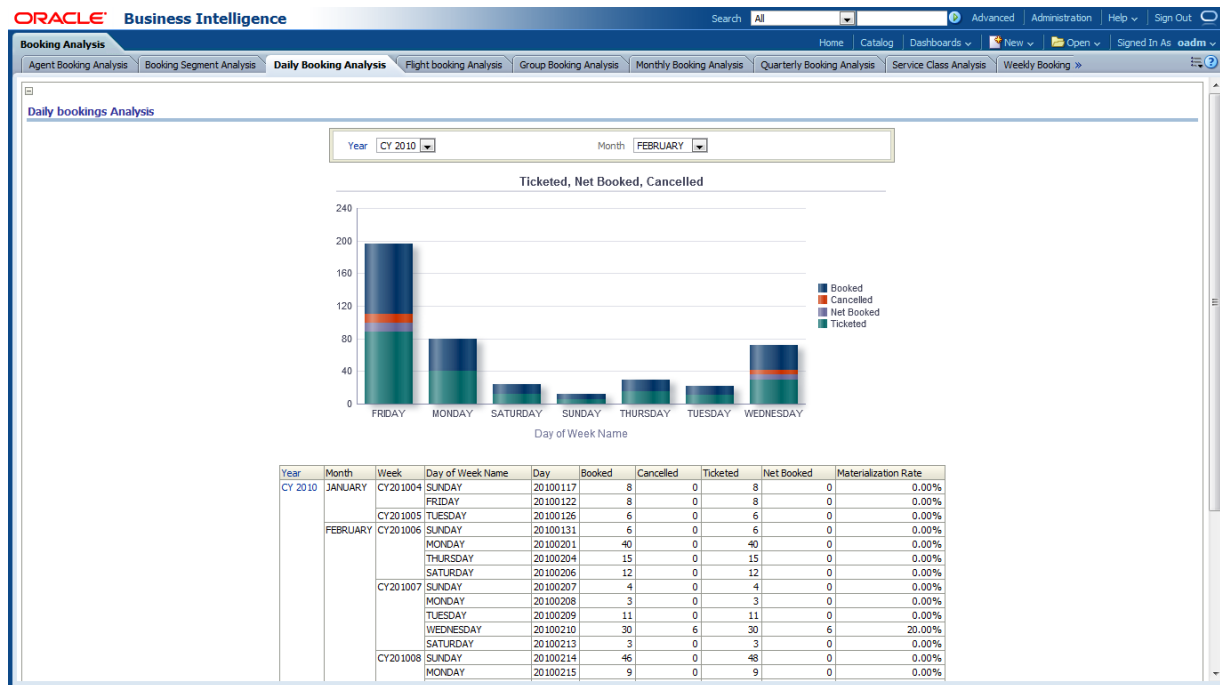 ORACLE Business Intelligence
Search All Advanced Administration Help Sign Out
Booking Analysis
Home Catalog Dashboards New Open Signed In As oadm
Agent Booking Analysis Booking Segment Analysis Daily Booking Analysis Flight booking Analysis Group Booking Analysis Monthly Booking Analysis Quarterly Booking Analysis Service Class Analysis Weekly Booking »
Daily bookings Analysis
Year CY 2010 Month FEBRUARY
Ticketed, Net Booked, Cancelled
240
200
160
120
80
40
0
Booked
Cancelled
Net Booked
Ticketed
FRIDAY MONDAY SATURDAY SUNDAY THURSDAY TUESDAY WEDNESDAY
Day of Week Name
Year Month Week Day of Week Name Day Booked Cancelled Ticketed Net Booked Materialization Rate
CY 2010 JANUARY CY201004 SUNDAY 20100117 8 0 8 0 0.00%
FRIDAY 20100122 8 0 8 0 0.00%
CY201005 TUESDAY 20100126 6 0 6 0 0.00%
FEBRUARY CY201006 SUNDAY 20100131 6 0 6 0 0.00%
MONDAY 20100201 40 0 40 0 0.00%
THURSDAY 20100204 15 0 15 0 0.00%
SATURDAY 20100206 12 0 12 0 0.00%
CY201007 SUNDAY 20100207 4 0 4 0 0.00%
MONDAY 20100208 3 0 3 0 0.00%
TUESDAY 20100209 11 0 11 0 0.00%
WEDNESDAY 20100210 30 6 30 6 20.00%
SATURDAY 20100213 3 0 3 0 0.00%
CY201008 SUNDAY 20100214 46 0 48 0 0.00%
MONDAY 20100215 9 0 9 0 0.00%